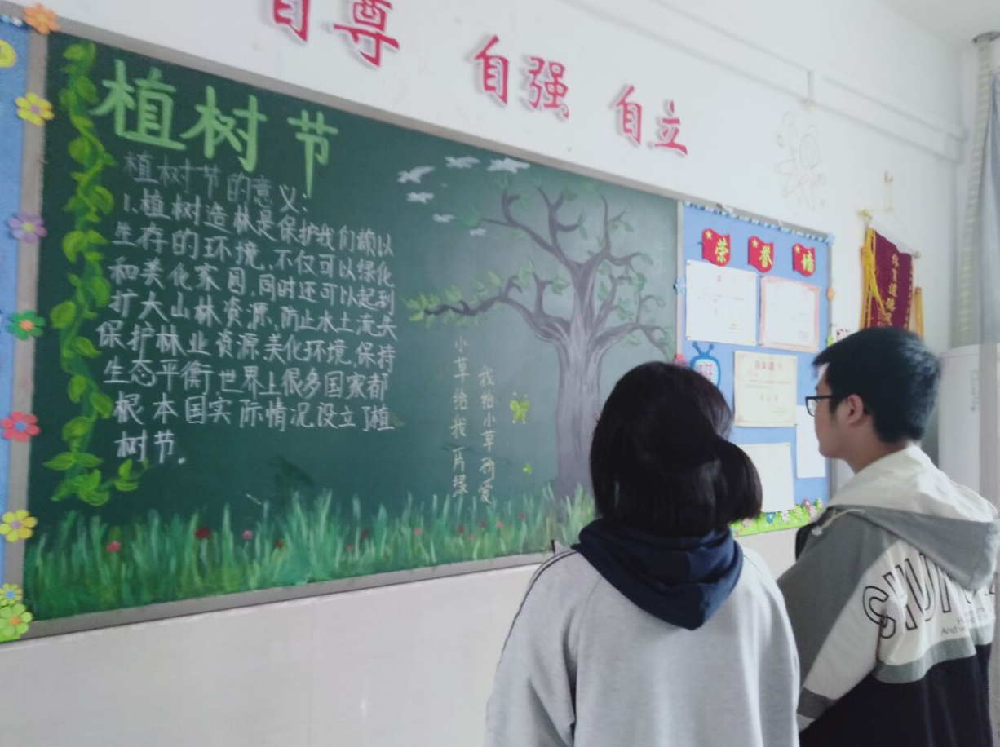 自尊 自强 自立
植树节
植树节的意义:
1.植树造林是保护我们赖以
生存的环境,不仅可以绿化
和美化家园,同时还可以起到
扩大山林资源,防止水土流失
保护林业资源,美化环境,保持
生态平衡,世界上很多国家都
根本国实际情况设立了植
树节.
小草给我一片绿
我给小草一份爱
荣誉墙